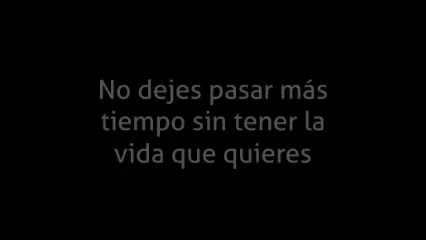 No dejes pasar más
tiempo sin tener la
vida que quieres